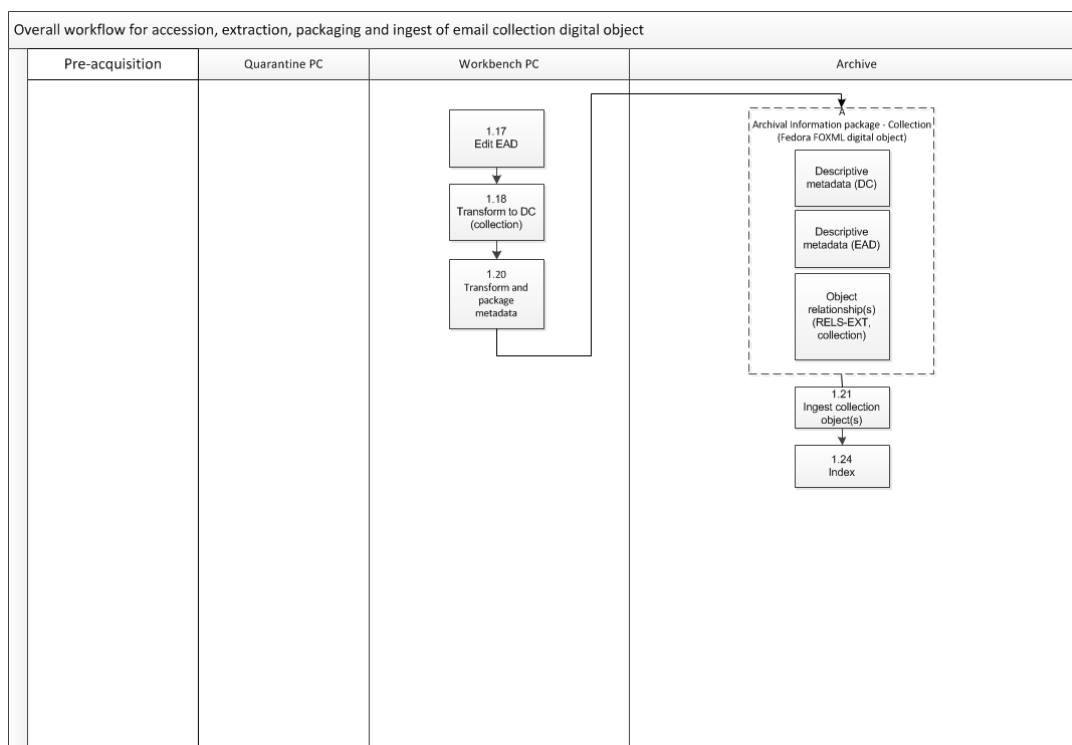 Overall workflow for accession, extraction, packaging and ingest of email collection digital object
Pre-acquisition
Quarantine PC
Workbench PC
Archive
1.17
Edit EAD
1.18
Transform to DC
(collection)
1.20
Transform and
package
metadata
A
Archival Information package - Collection
(Fedora FOXML digital object)
Descriptive
metadata (DC)
Descriptive
metadata (EAD)
Object
relationship(s)
(RELS-EXT,
collection)
1.21
Ingest collection
object(s)
1.24
Index